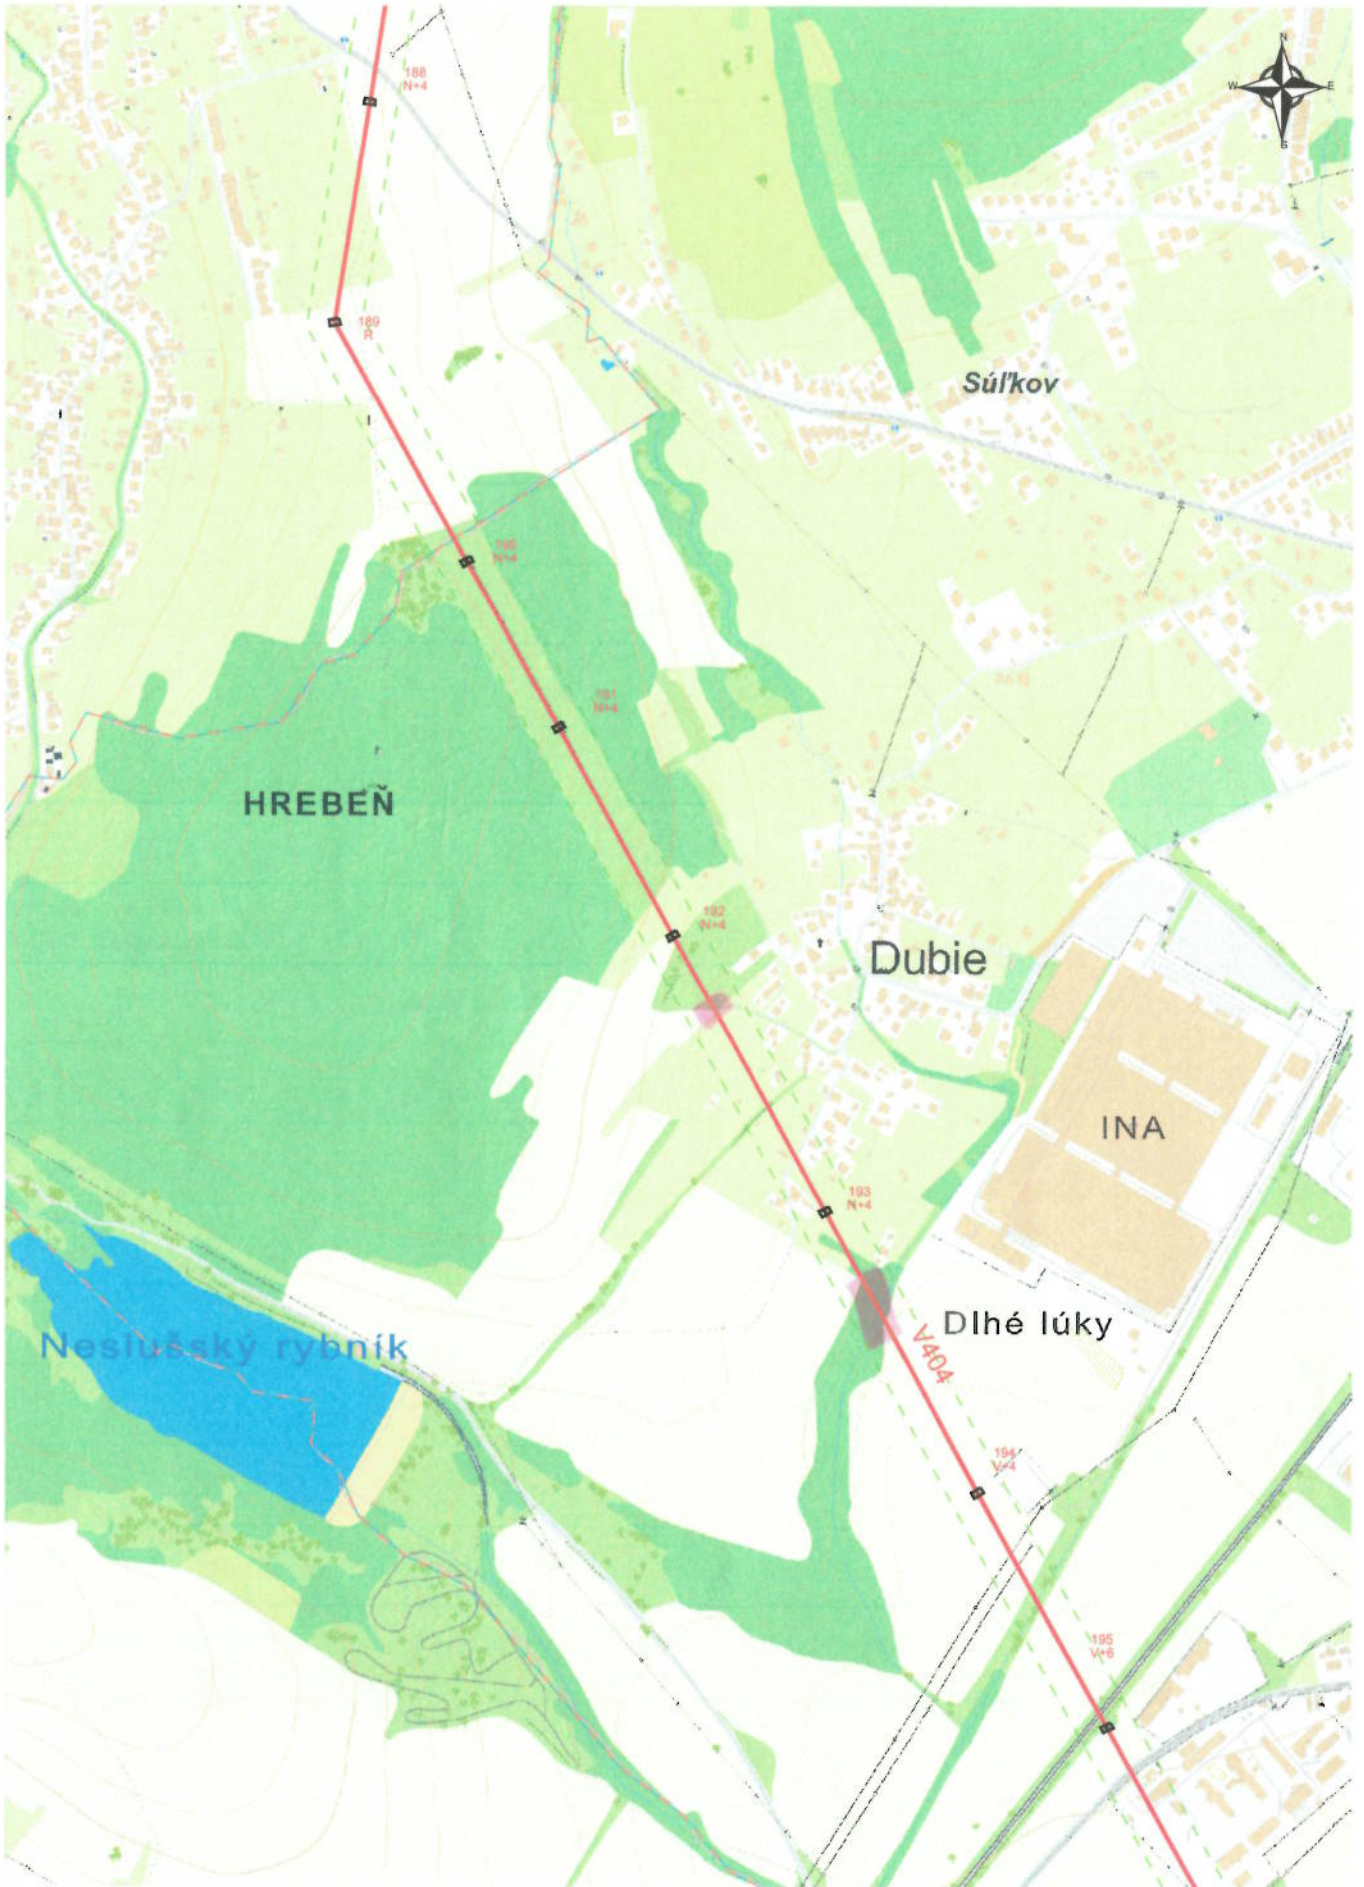 N
W
E
S
188
N+4
189
R
Súľkov
190
N+4
191
N+4
HREBEŇ
192
N+4
Dubie
INA
193
N+4
Dlhé lúky
Neslušský rybník
V404
194
V+4
195
V+6